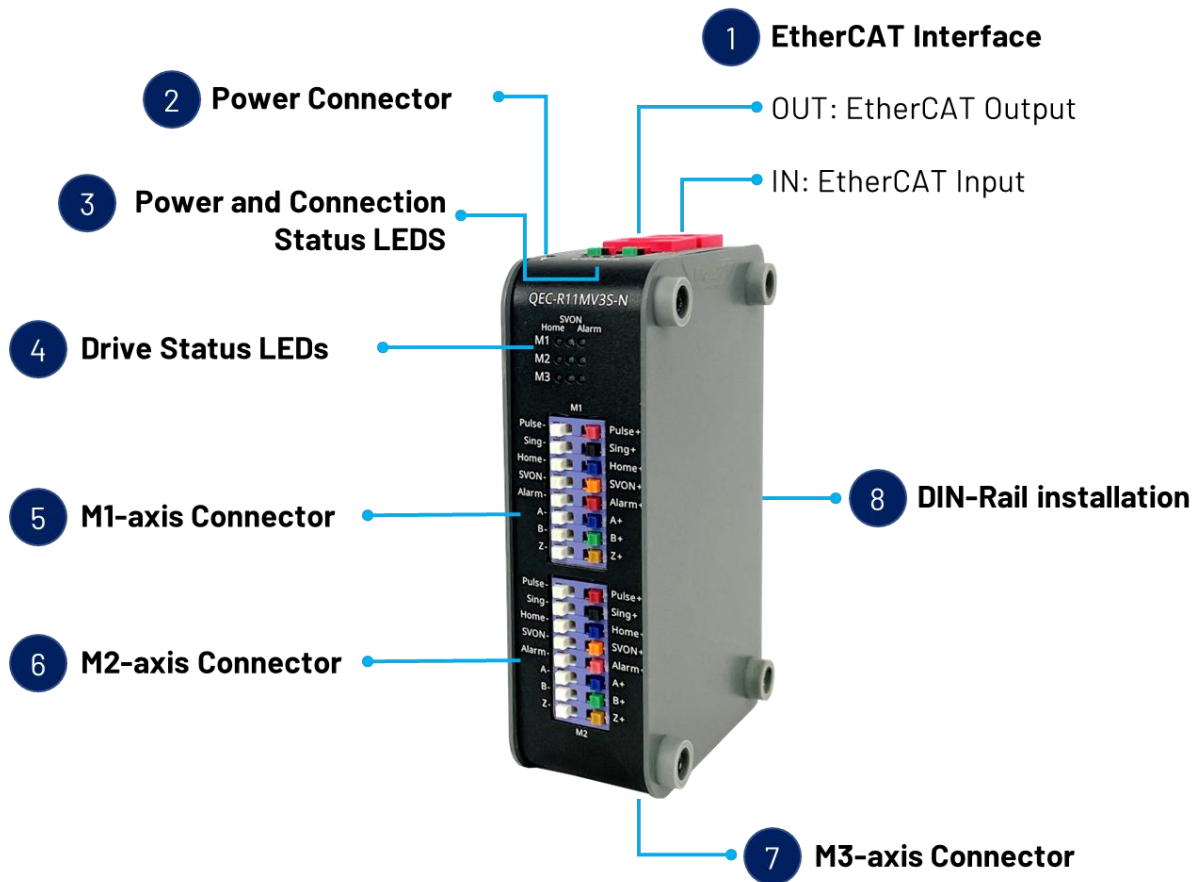 1 EtherCAT Interface
OUT: EtherCAT Output
IN: EtherCAT Input
2 Power Connector
3 Power and Connection
Status LEDS
4 Drive Status LEDs
5 M1-axis Connector
6 M2-axis Connector
7 M3-axis Connector
8 DIN-Rail installation
QEC-R11MV3S-N
SVON
Home Alarm
M1
M2
M3
M1
Pulse- Pulse+
Sing- Sing+
Home- Home+
SVON- SVON+
Alarm- Alarm+
A- A+
B- B+
Z- Z+
Pulse- Pulse+
Sing- Sing+
Home- Home+
SVON- SVON+
Alarm- Alarm+
A- A+
B- B+
Z- Z+
M2